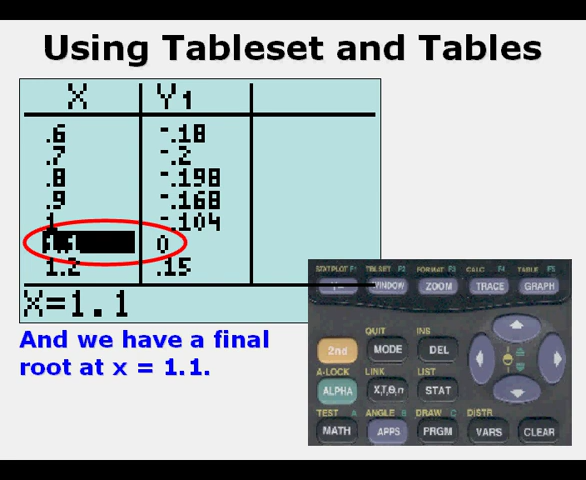 Using Tableset and Tables
X Y1
.6 -.18
.7 -.2
.8 -.198
.9 -.168
1 -.104
1.1 0
1.2 .15
X=1.1
And we have a final
root at x = 1.1.
STATPLOT F1 TBLSET F2 FORMAT F3 CALC F4 TABLE F5
WINDOW ZOOM TRACE GRAPH
QUIT INS
2nd MODE DEL
A-LOCK LINK LIST
ALPHA X,T,θ,n STAT
TEST A ANGLE B DRAW C DISTR
MATH APPS PRGM VARS CLEAR